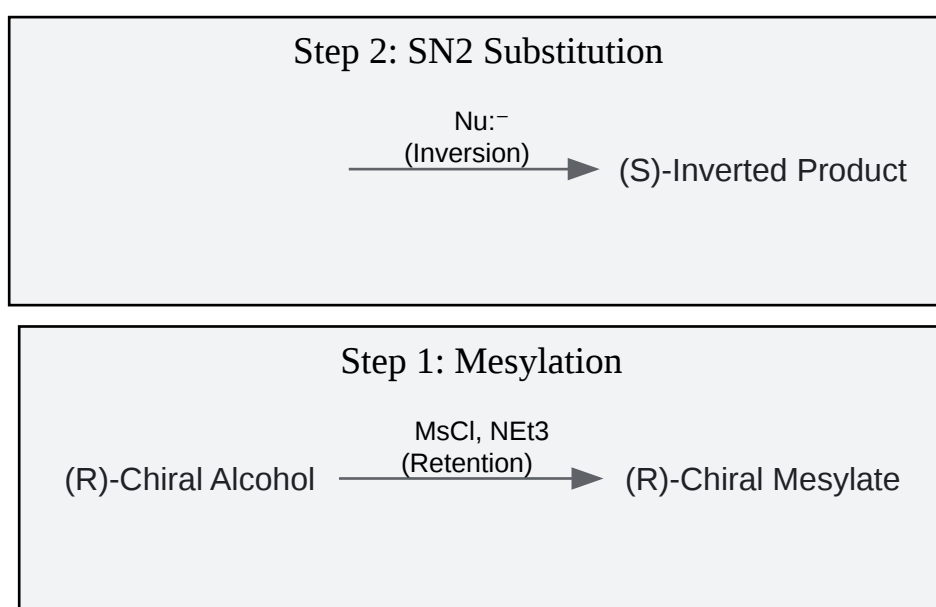 Step 2: SN2 Substitution
Nu:⁻
(Inversion)
(S)-Inverted Product
Step 1: Mesylation
MsCl, NEt3
(Retention)
(R)-Chiral Alcohol
(R)-Chiral Mesylate